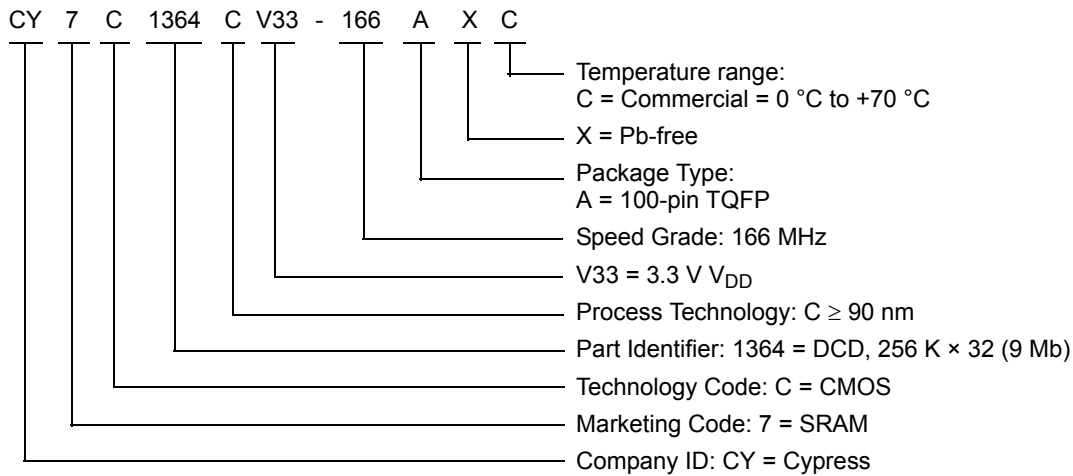 CY 7 C 1364 C V33 - 166 A X C
Temperature range:
C = Commercial = 0 °C to +70 °C
X = Pb-free
Package Type:
A = 100-pin TQFP
Speed Grade: 166 MHz
V33 = 3.3 V VDD
Process Technology: C ≥ 90 nm
Part Identifier: 1364 = DCD, 256 K × 32 (9 Mb)
Technology Code: C = CMOS
Marketing Code: 7 = SRAM
Company ID: CY = Cypress